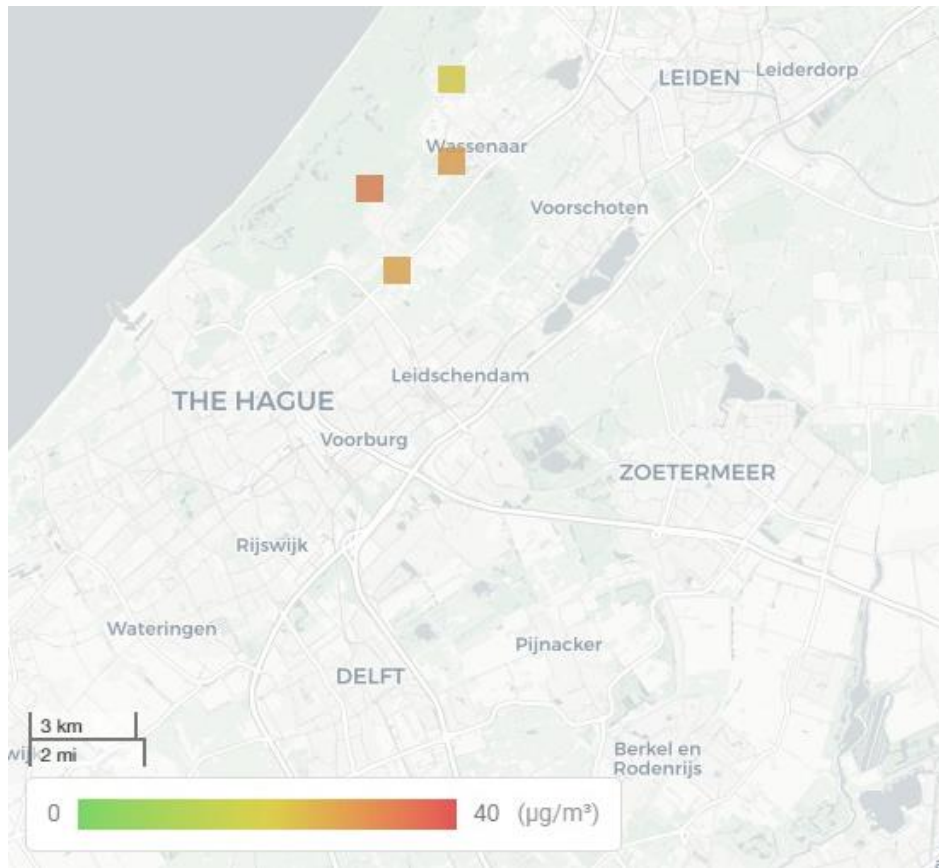 LEIDEN
Leiderdorp
Wassenaar
Voorschoten
Leidschendam
THE HAGUE
Voorburg
ZOETERMEER
Rijswijk
Wateringen
Pijnacker
DELFT
3 km
2 mi
Berkel en
Rodenrijs
0
40 (µg/m³)